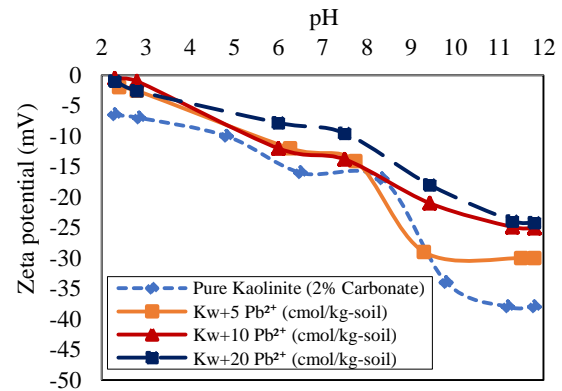 pH
2 3 4 5 6 7 8 9 10 11 12
Zeta potential (mV)
0
-5
-10
-15
-20
-25
-30
-35
-40
-45
-50
Pure Kaolinite (2% Carbonate)
Kw+5 Pb²⁺ (cmol/kg-soil)
Kw+10 Pb²⁺ (cmol/kg-soil)
Kw+20 Pb²⁺ (cmol/kg-soil)